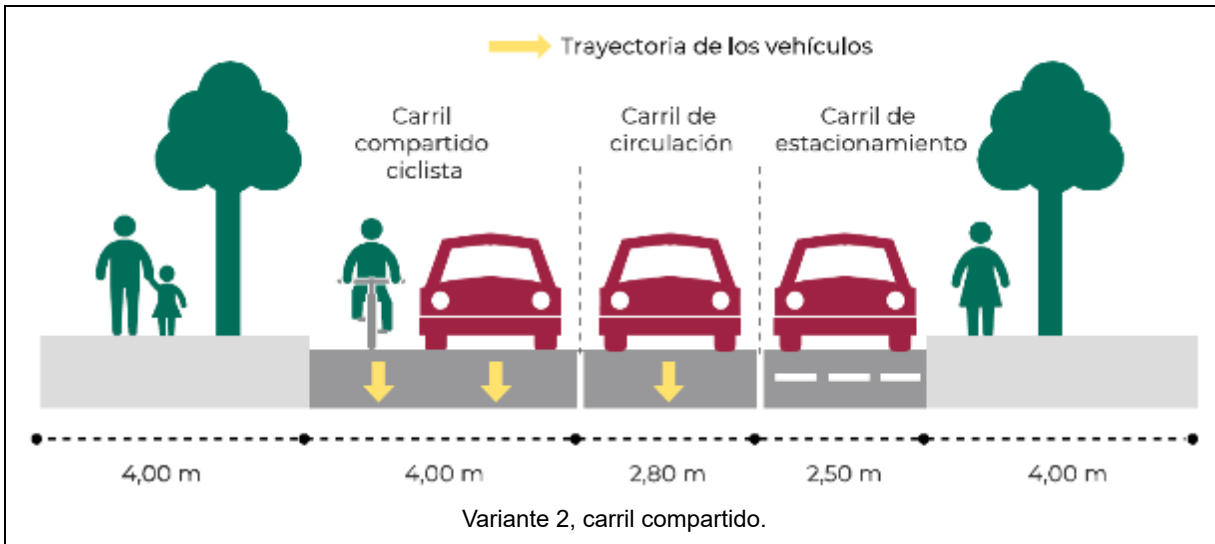 Trayectoria de los vehículos
Carril
compartido
ciclista
Carril de
circulación
Carril de
estacionamiento
4,00 m
4,00 m
2,80 m
2,50 m
4,00 m
Variante 2, carril compartido.